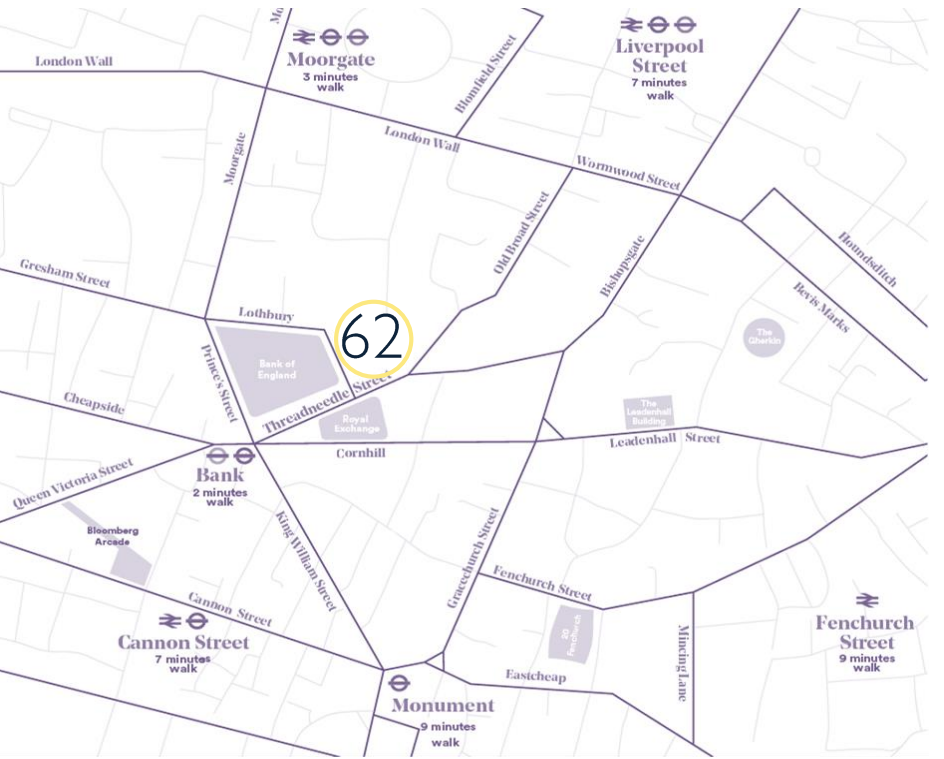 Mo
Moorgate
3 minutes
walk
Liverpool
Street
7 minutes
walk
London Wall
Blomfield Street
London Wall
Moorgate
Wormwood Street
Old Broad Street
Bishopsgate
Houndsditch
Bevis Marks
Gresham Street
Lothbury
62
The
Gherkin
Prince's Street
Bank of
England
Threadneedle Street
Cheapside
Royal
Exchange
The
Leadenhall
Building
Cornhill
Leadenhall Street
Bank
2 minutes
walk
Queen Victoria Street
Bloomberg
Arcade
King William Street
Gracechurch Street
Fenchurch Street
20
Fenchurch
Mincing Lane
Fenchurch
Street
9 minutes
walk
Cannon Street
Cannon Street
7 minutes
walk
Eastcheap
Monument
9 minutes
walk